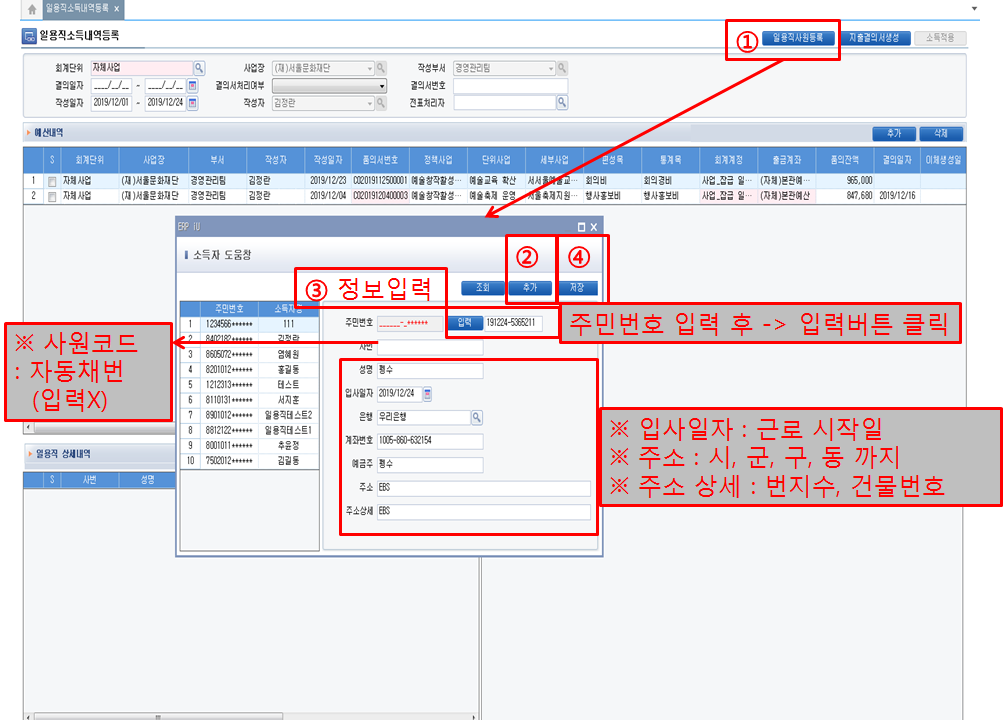 일용직소득내역등록 x
일용직소득내역등록
① 일용직사원등록 지출결의서생성 소득적용
회계단위 자체사업 사업장 (재)서울문화재단 작성부서 경영관리팀
결의일자 ____/__/__ - ____/__/__ 결의서처리여부 결의서번호
작성일자 2019/12/01 - 2019/12/24 작성자 김정란 전표처리자
예산내역 추가 삭제
S 회계단위 사업장 부서 작성자 작성일자 품의서번호 정책사업 단위사업 세부사업 편성목 통계목 회계계정 출금계좌 품의잔액 결의일자 이체생성일
1 자체사업 (재)서울문화재단 경영관리팀 김정란 2019/12/23 C02019112500001 예술창작활성... 예술교육 확산 서서울예술교... 회의비 회의경비 사업_잡급 일... (자체)본관예... 965,000
2 자체사업 (재)서울문화재단 경영관리팀 김정란 2019/12/04 C02019120400003 예술창작활성... 예술축제 운영 서울축제지원... 행사홍보비 행사홍보비 사업_잡급 일... (자체)본관예산 847,680 2019/12/16
ERP iU
소득자 도움창
② ④
③ 정보입력
조회 추가 저장
주민번호 소득자명
1 1234566****** 111
2 8402182****** 김정란
3 8605072****** 염혜원
4 8201012****** 홍길동
5 1212313****** 테스트
6 8110131****** 서지훈
7 8901012****** 일용직테스트2
8 8812122****** 일용직테스트1
9 8001011****** 추윤정
10 7502012****** 김길동
주민번호 ______-_****** 입력 191224-5365211
주민번호 입력 후 -> 입력버튼 클릭
사번
성명 펭수
입사일자 2019/12/24
은행 우리은행
계좌번호 1005-860-632154
예금주 펭수
주소 EBS
주소상세 EBS
※ 사원코드
: 자동채번
(입력X)
※ 입사일자 : 근로 시작일
※ 주소 : 시, 군, 구, 동 까지
※ 주소 상세 : 번지수, 건물번호
일용직 상세내역
S 사번 성명